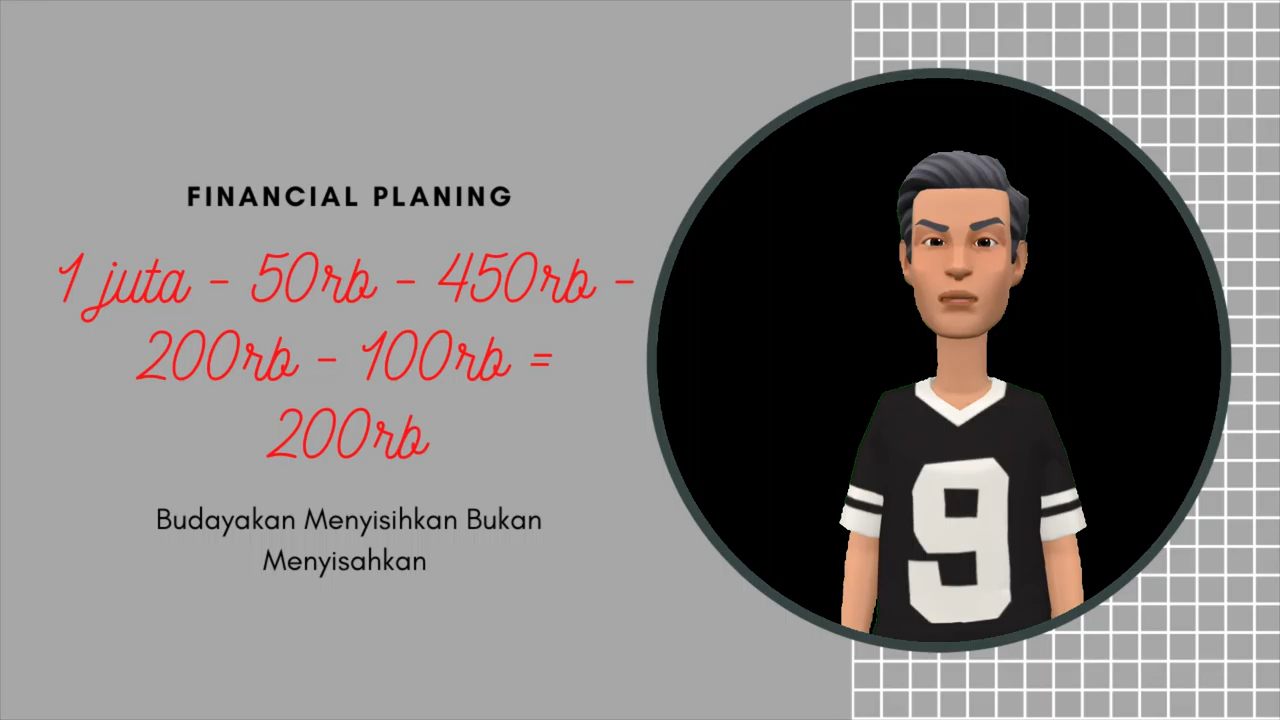 FINANCIAL PLANING
1 juta - 50rb - 450rb -
200rb - 100rb =
200rb
Budayakan Menyisihkan Bukan
Menyisahkan
9